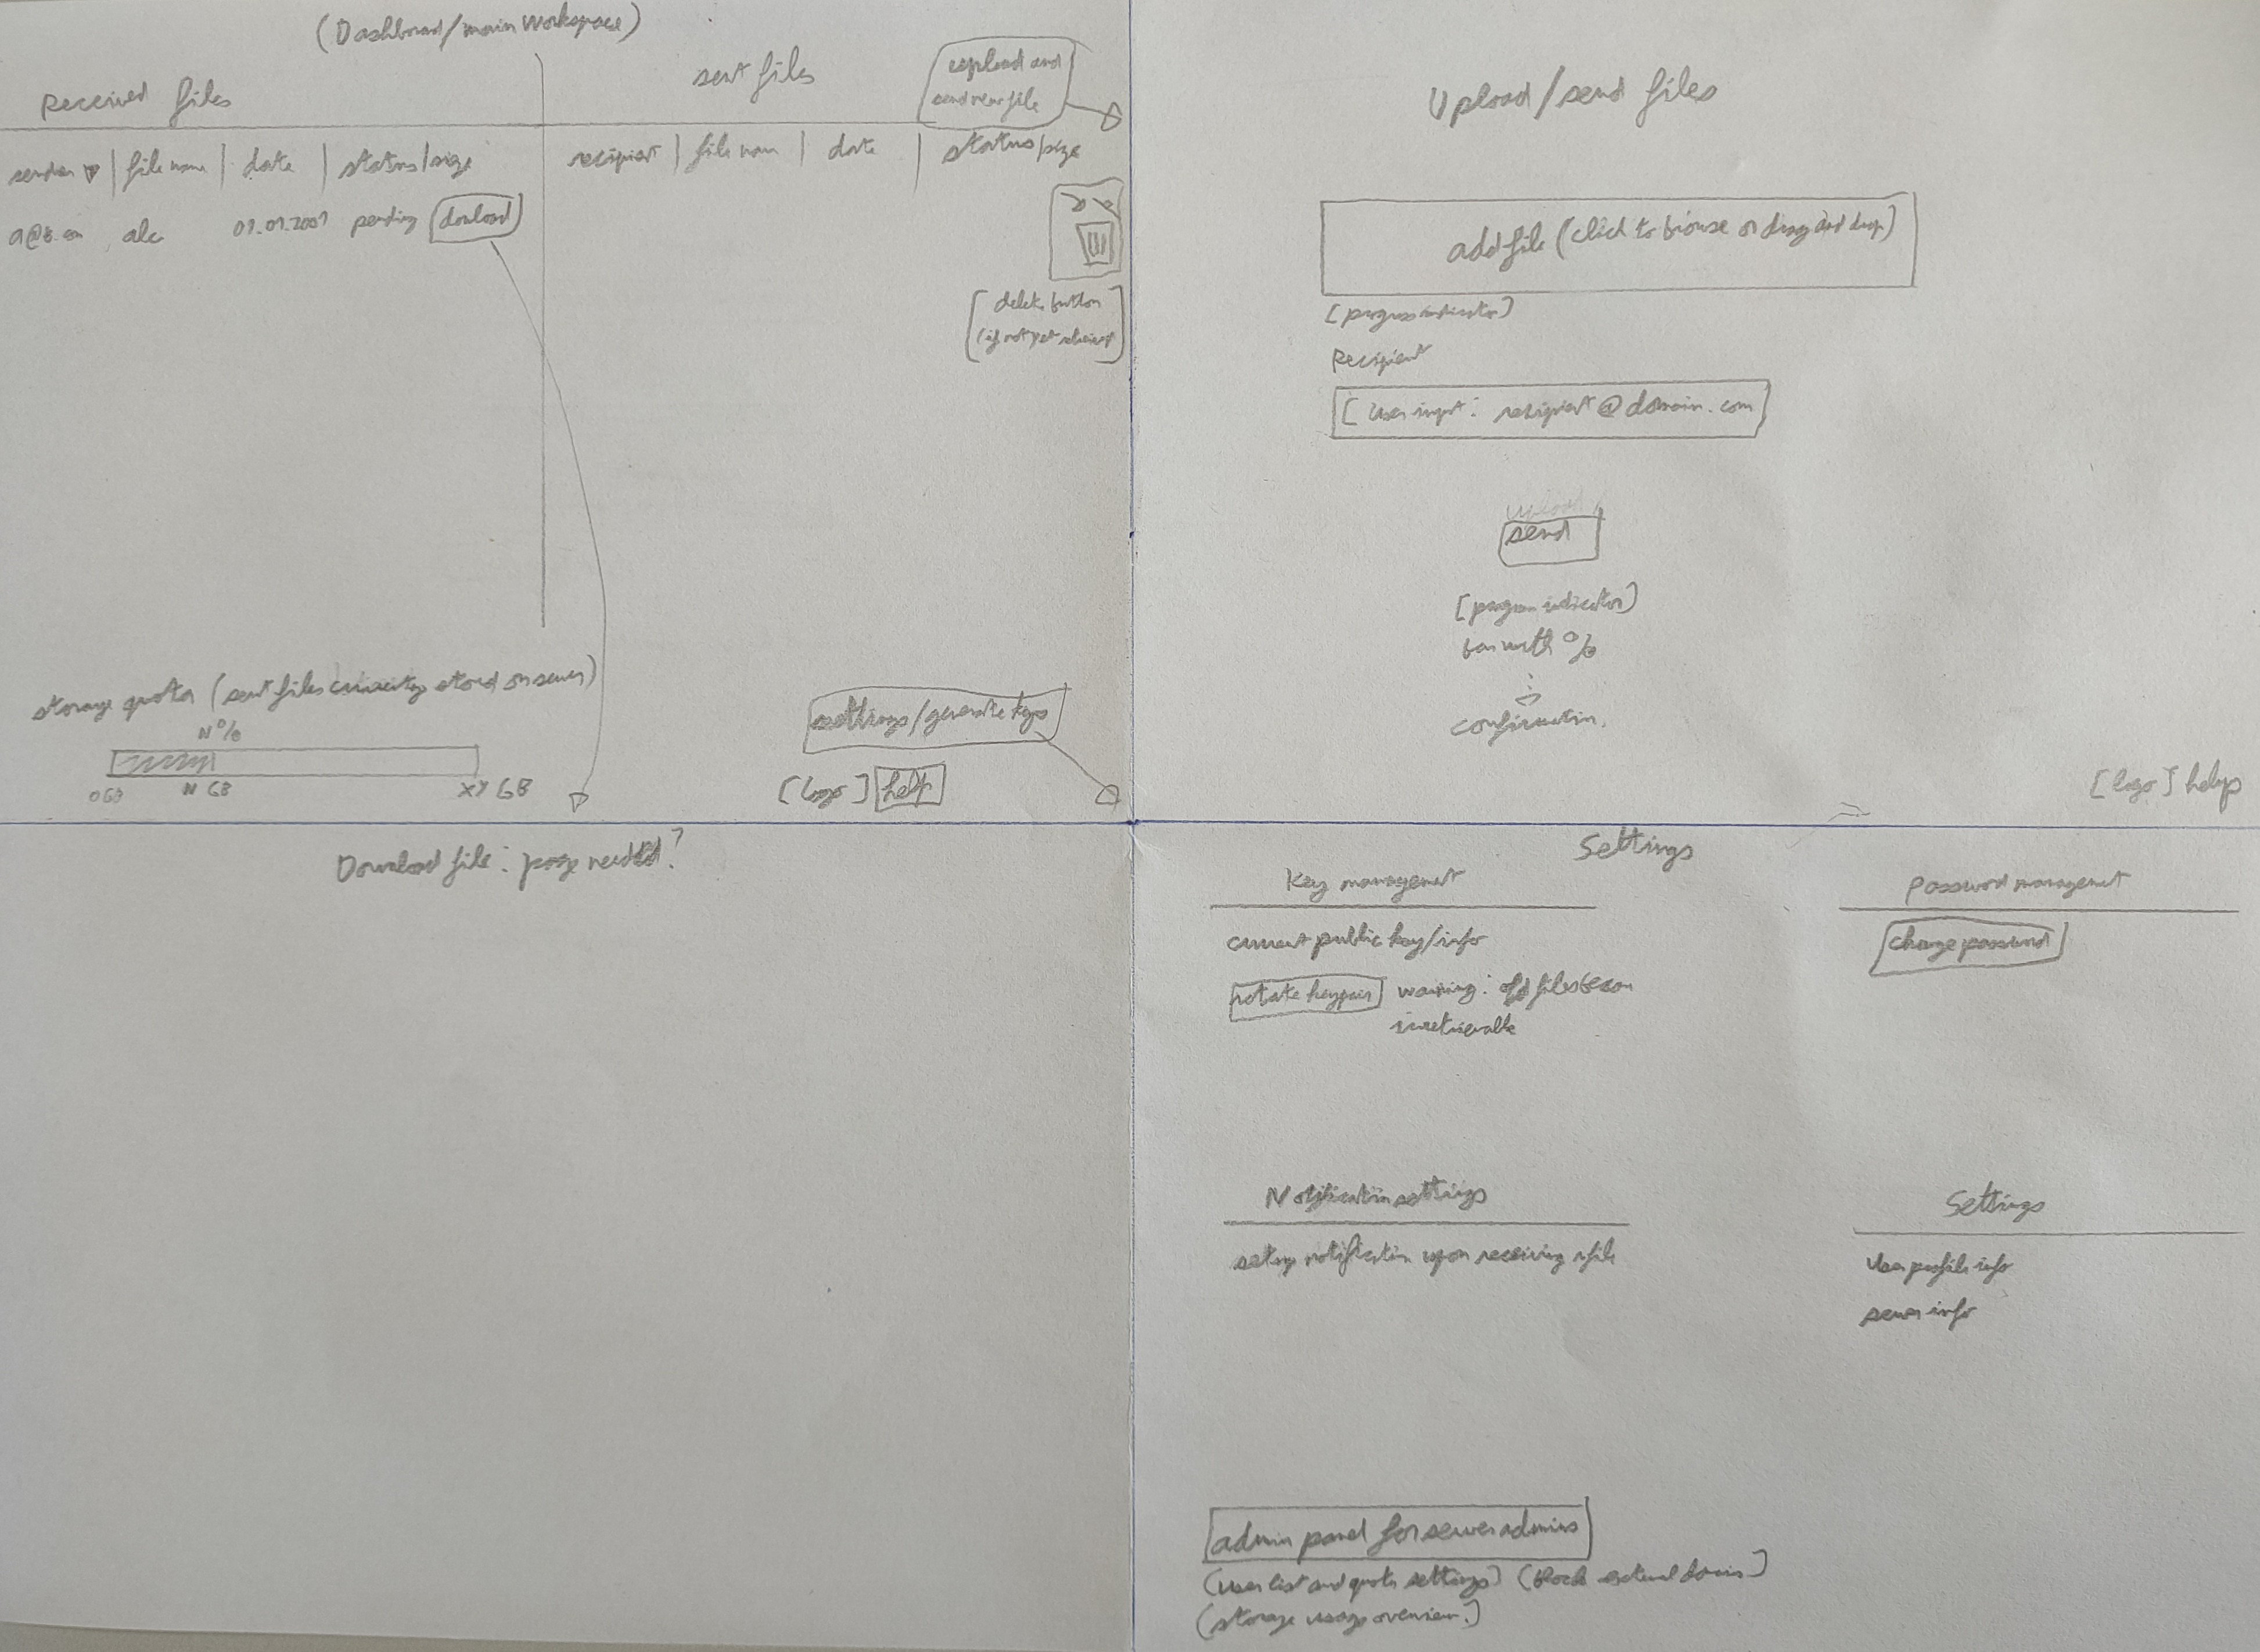 (Dashboard/main workspace)
Received files
sent files
upload and
send new file
sender | file name | date | status/size
recipient | file name | date | status/size
a@b.com abc 01.01.2001 pending download
[delete button
(if not yet received)]
storage quota (sent files currently stored on server)
N%
0GB N GB XY GB
settings/generate keys
[logo] help
Upload/send files
add file (click to browse or drag and drop)
[progress indicator]
Recipient
[User input: recipient@domain.com]
send
[progress indicator]
bar with %
confirmation.
[logo] help
Download file: page needed?
Settings
Key management
current public key/info
rotate keypair warning: old files become
irretrievable
Password management
change password
Notification settings
setup notification upon receiving a file
Settings
User profile info
server info
admin panel for server admins
(user list and quota settings) (block external domains)
(storage usage overview.)